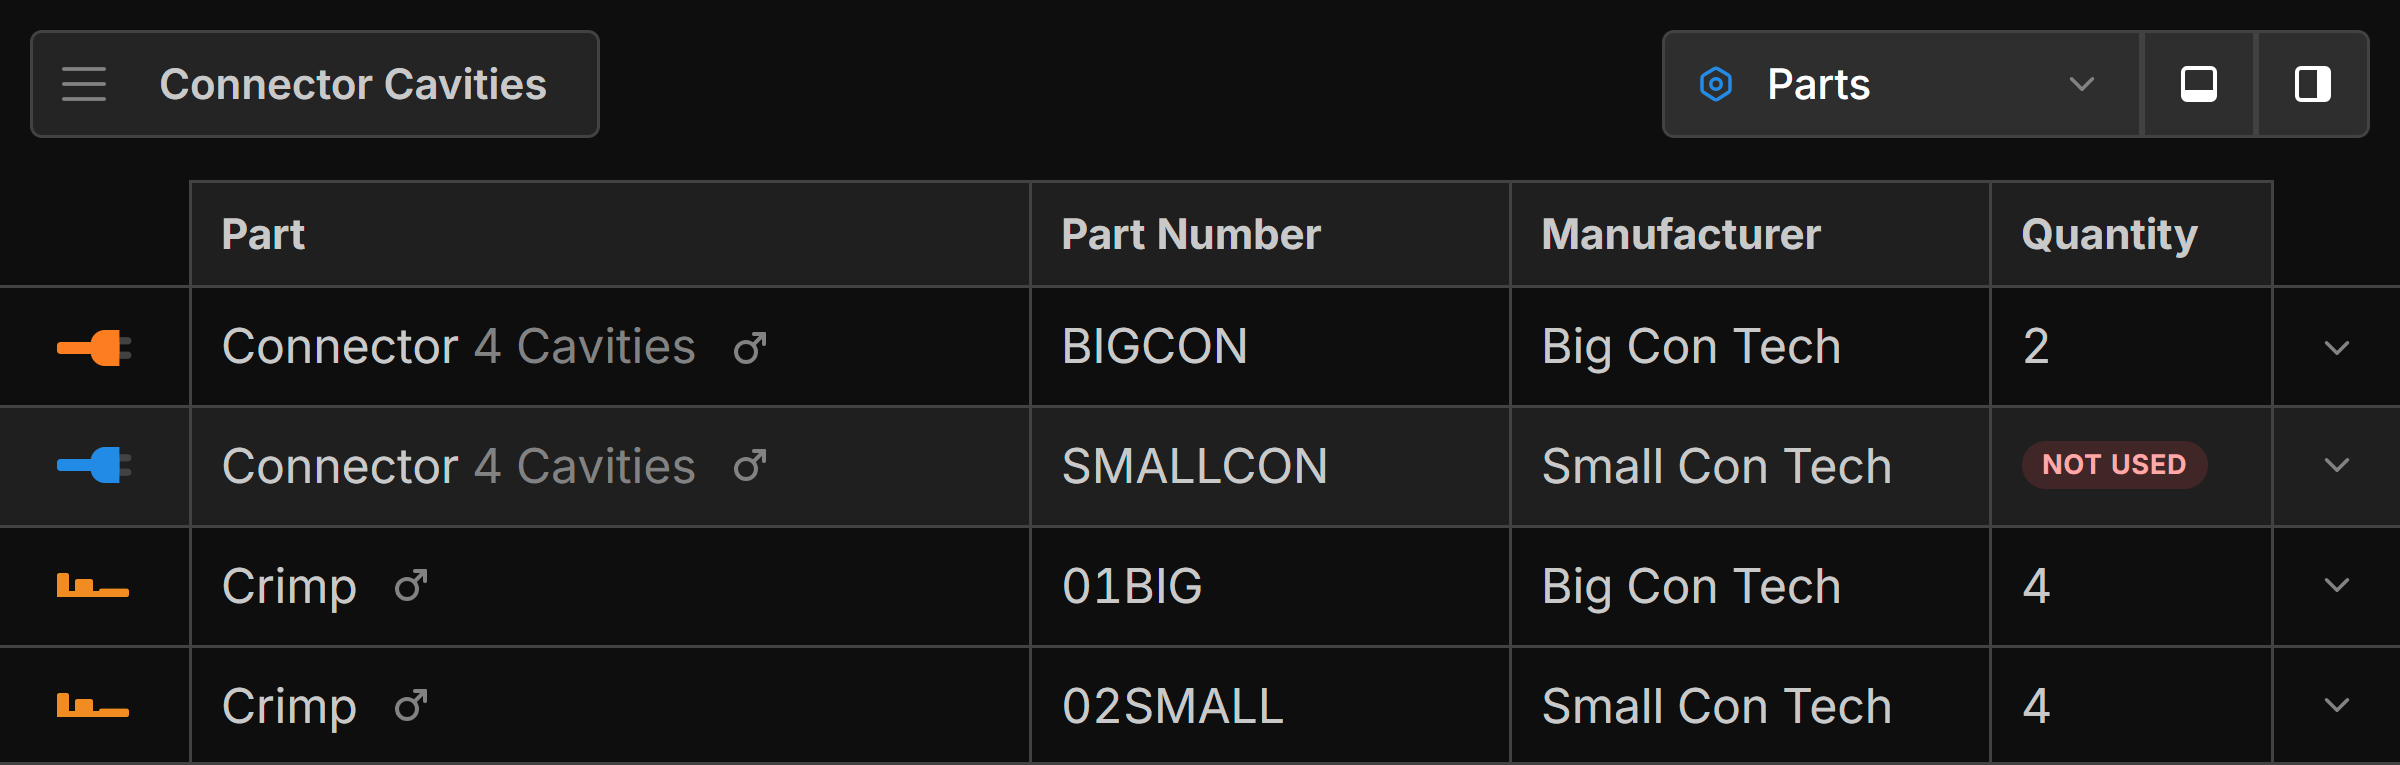 Connector Cavities
Parts
Part Part Number Manufacturer Quantity
Connector 4 Cavities BIGCON Big Con Tech 2
Connector 4 Cavities SMALLCON Small Con Tech NOT USED
Crimp 01BIG Big Con Tech 4
Crimp 02SMALL Small Con Tech 4